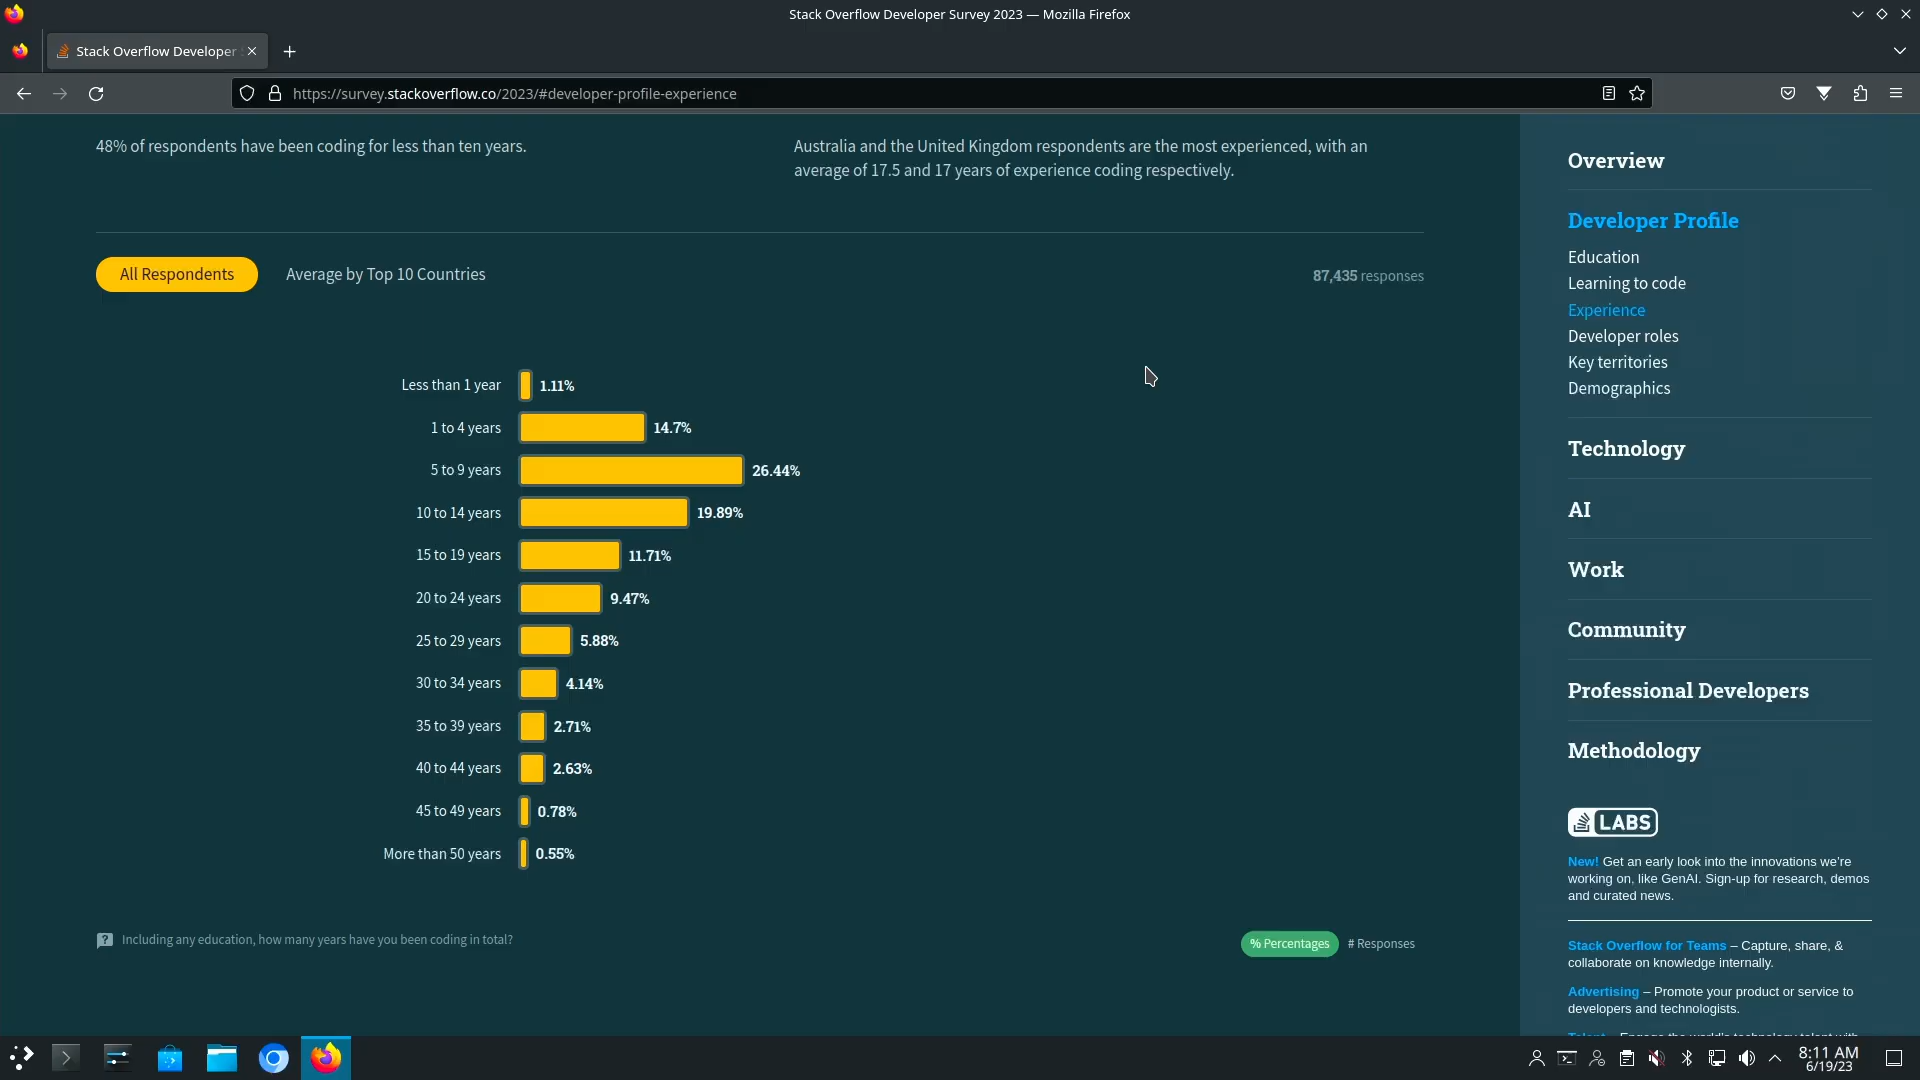 Stack Overflow Developer Survey 2023 — Mozilla Firefox
Stack Overflow Developer
https://survey.stackoverflow.co/2023/#developer-profile-experience
48% of respondents have been coding for less than ten years.
Australia and the United Kingdom respondents are the most experienced, with an
average of 17.5 and 17 years of experience coding respectively.
All Respondents
Average by Top 10 Countries
87,435 responses
Less than 1 year 1.11%
1 to 4 years 14.7%
5 to 9 years 26.44%
10 to 14 years 19.89%
15 to 19 years 11.71%
20 to 24 years 9.47%
25 to 29 years 5.88%
30 to 34 years 4.14%
35 to 39 years 2.71%
40 to 44 years 2.63%
45 to 49 years 0.78%
More than 50 years 0.55%
Including any education, how many years have you been coding in total?
% Percentages
# Responses
Overview
Developer Profile
Education
Learning to code
Experience
Developer roles
Key territories
Demographics
Technology
AI
Work
Community
Professional Developers
Methodology
LABS
New! Get an early look into the innovations we're
working on, like GenAI. Sign-up for research, demos
and curated news.
Stack Overflow for Teams – Capture, share, &
collaborate on knowledge internally.
Advertising – Promote your product or service to
developers and technologists.
8:11 AM
6/19/23